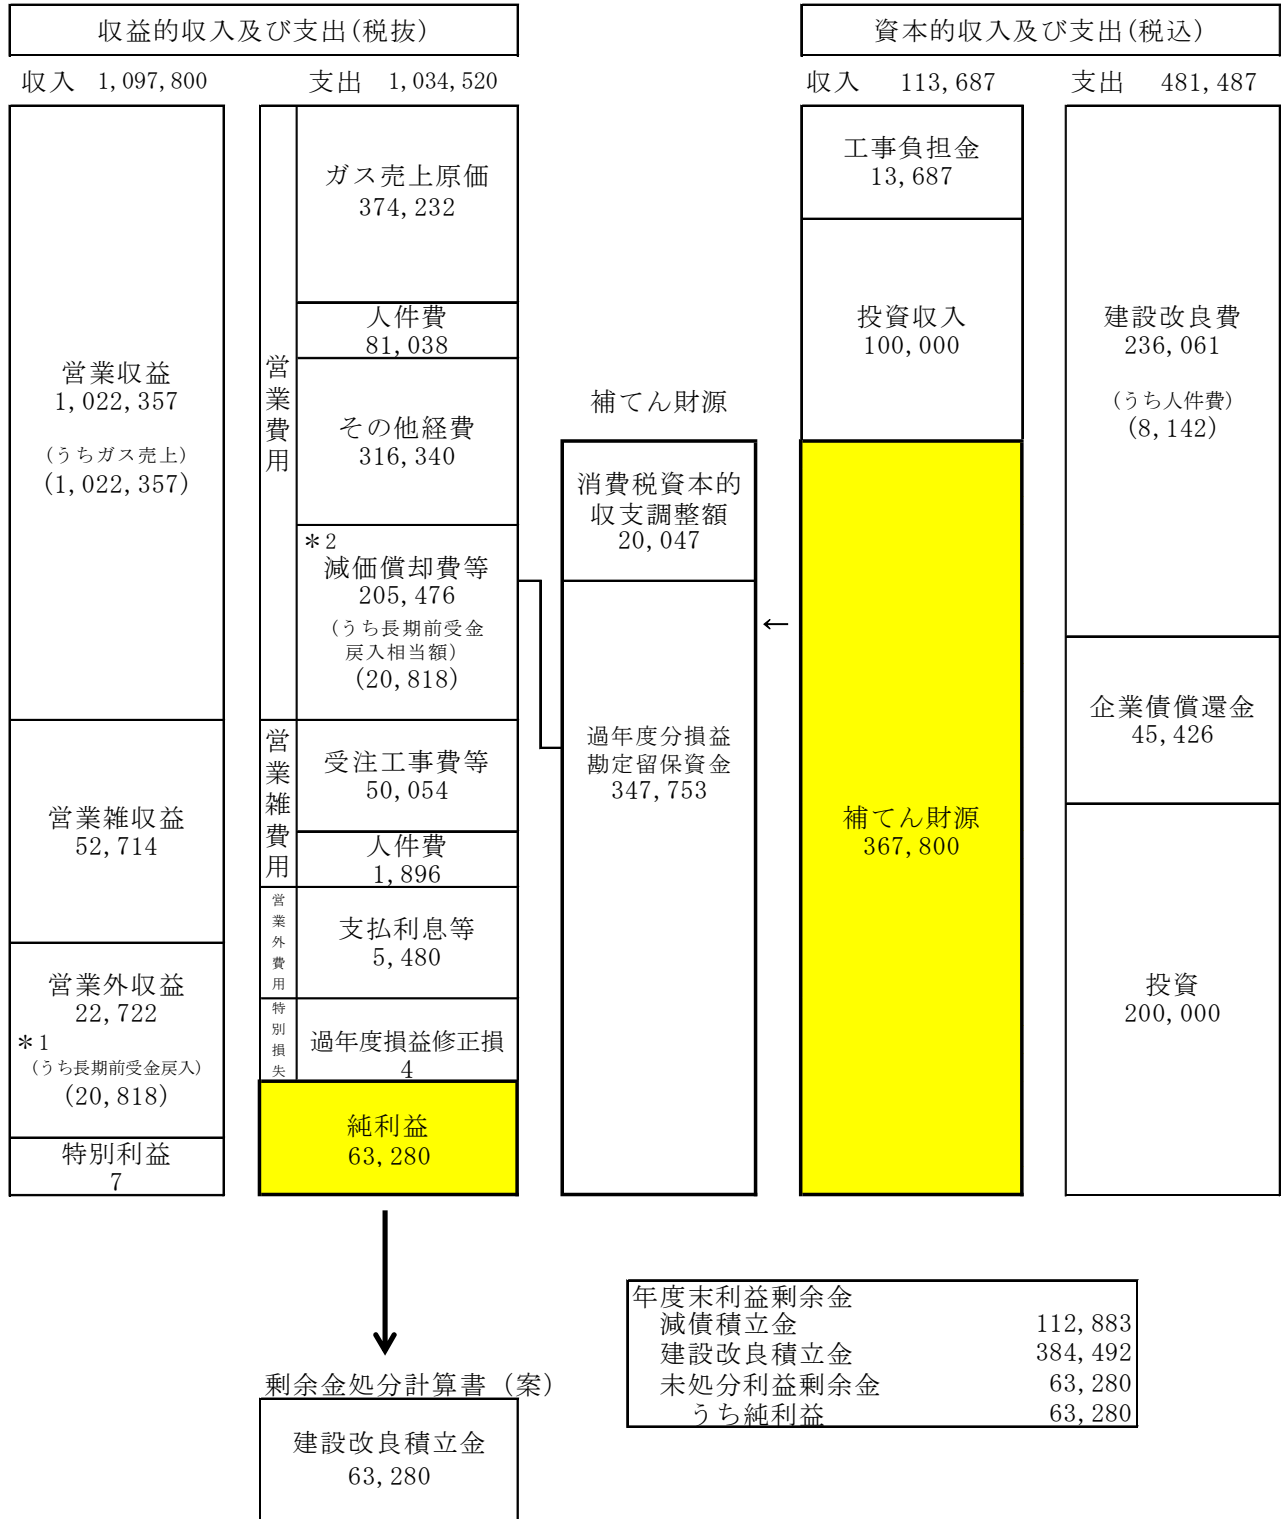 収益的収入及び支出(税抜)
収入 1,097,800
支出 1,034,520
営業収益
1,022,357
(うちガス売上)
(1,022,357)
営業雑収益
52,714
営業外収益
22,722
*1
(うち長期前受金戻入)
(20,818)
特別利益
7
営業費用
ガス売上原価
374,232
人件費
81,038
その他経費
316,340
*2
減価償却費等
205,476
(うち長期前受金
戻入相当額)
(20,818)
営業雑費用
受注工事費等
50,054
人件費
1,896
営業外費用
支払利息等
5,480
特別損失
過年度損益修正損
4
純利益
63,280
補てん財源
消費税資本的
収支調整額
20,047
過年度分損益
勘定留保資金
347,753
←
資本的収入及び支出(税込)
収入 113,687
支出 481,487
工事負担金
13,687
投資収入
100,000
補てん財源
367,800
建設改良費
236,061
(うち人件費)
(8,142)
企業債償還金
45,426
投資
200,000
剰余金処分計算書(案)
建設改良積立金
63,280
年度末利益剰余金
減債積立金 112,883
建設改良積立金 384,492
未処分利益剰余金 63,280
うち純利益 63,280